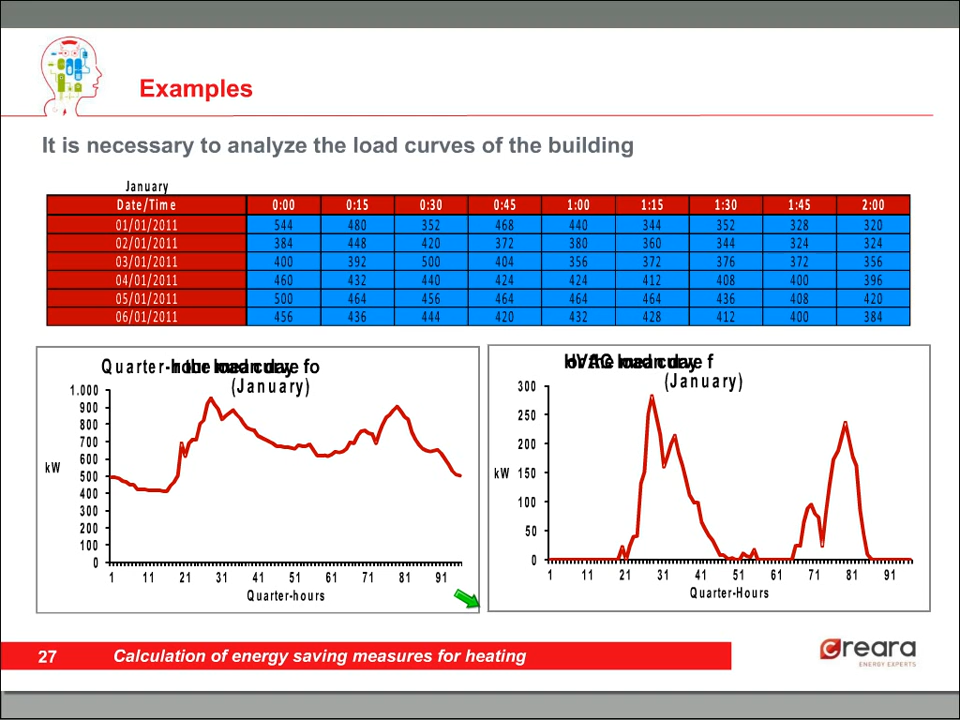 Examples
It is necessary to analyze the load curves of the building
January
Date/Time 0:00 0:15 0:30 0:45 1:00 1:15 1:30 1:45 2:00
01/01/2011 544 480 352 468 440 344 352 328 320
02/01/2011 384 448 420 372 380 360 344 324 324
03/01/2011 400 392 500 404 356 372 376 372 356
04/01/2011 460 432 440 424 424 412 408 400 396
05/01/2011 500 464 456 464 464 464 436 408 420
06/01/2011 456 436 444 420 432 428 412 400 384
(January)
1.000
900
800
700
600
500
400
300
200
100
0
kW
1 11 21 31 41 51 61 71 81 91
Quarter-hours
(January)
300
250
200
150
100
50
0
kW
1 11 21 31 41 51 61 71 81 91
Quarter-Hours
27 Calculation of energy saving measures for heating
creara
ENERGY EXPERTS